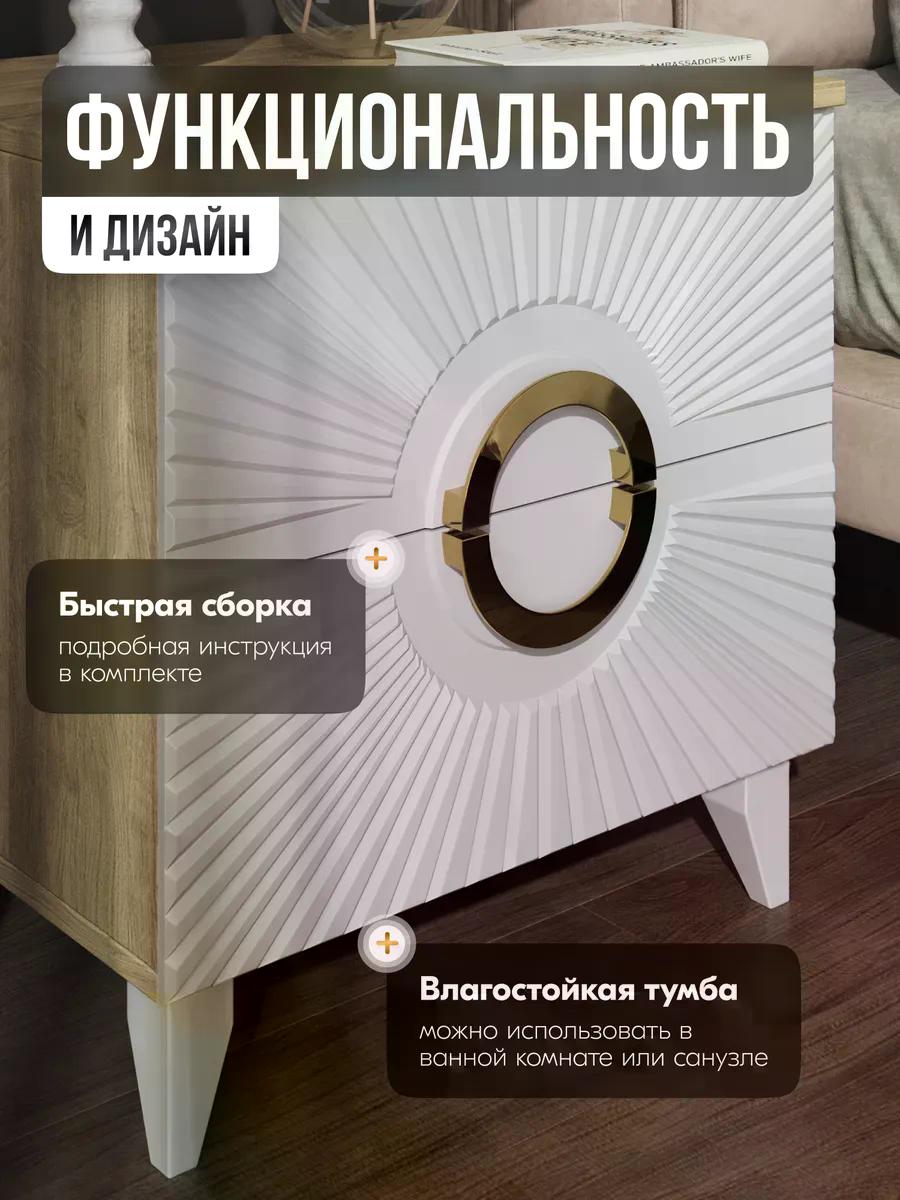 AMBASSADOR'S WIFE
ФУНКЦИОНАЛЬНОСТЬ
И ДИЗАЙН
Быстрая сборка
подробная инструкция
в комплекте
Влагостойкая тумба
можно использовать в
ванной комнате или санузле